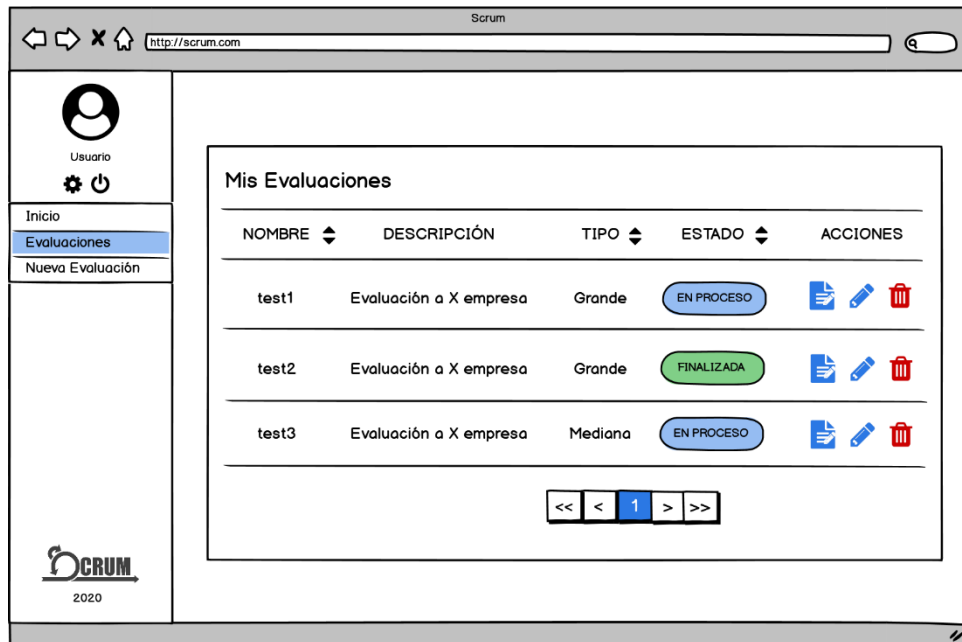 Scrum
http://scrum.com
Usuario
Inicio
Evaluaciones
Nueva Evaluación
SCRUM
2020
Mis Evaluaciones
NOMBRE DESCRIPCIÓN TIPO ESTADO ACCIONES
test1 Evaluación a X empresa Grande EN PROCESO
test2 Evaluación a X empresa Grande FINALIZADA
test3 Evaluación a X empresa Mediana EN PROCESO
<< < 1 > >>